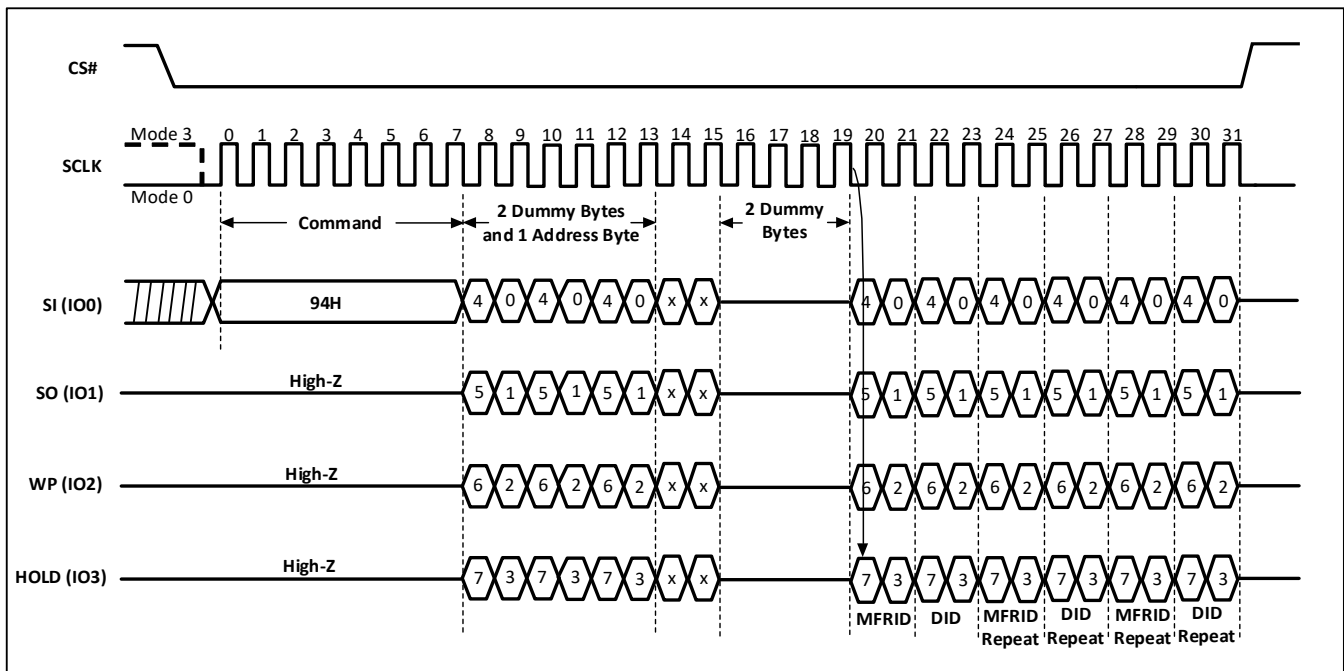 CS#
Mode 3 0 1 2 3 4 5 6 7 8 9 10 11 12 13 14 15 16 17 18 19 20 21 22 23 24 25 26 27 28 29 30 31
SCLK
Mode 0
Command
2 Dummy Bytes
and 1 Address Byte
2 Dummy
Bytes
SI (IO0) 94H 4 0 4 0 4 0 x x 4 0 4 0 4 0 4 0 4 0 4 0
SO (IO1) High-Z 5 1 5 1 5 1 x x 5 1 5 1 5 1 5 1 5 1 5 1
WP (IO2) High-Z 6 2 6 2 6 2 x x 6 2 6 2 6 2 6 2 6 2 6 2
HOLD (IO3) High-Z 7 3 7 3 7 3 x x 7 3 7 3 7 3 7 3 7 3 7 3
MFRID DID MFRID DID MFRID DID
Repeat Repeat Repeat Repeat